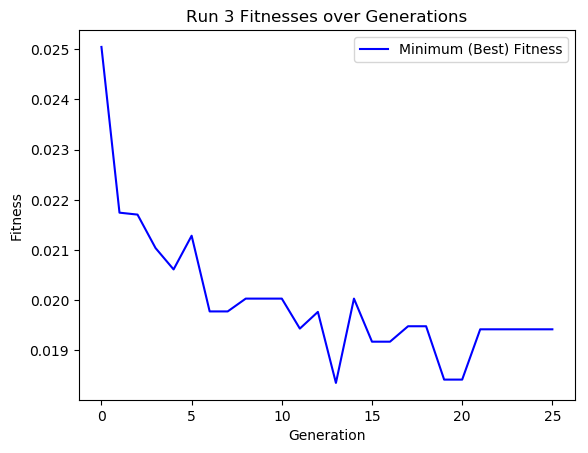 Run 3 Fitnesses over Generations
Minimum (Best) Fitness
0.025
0.024
0.023
0.022
0.021
0.020
0.019
Fitness
0 5 10 15 20 25
Generation